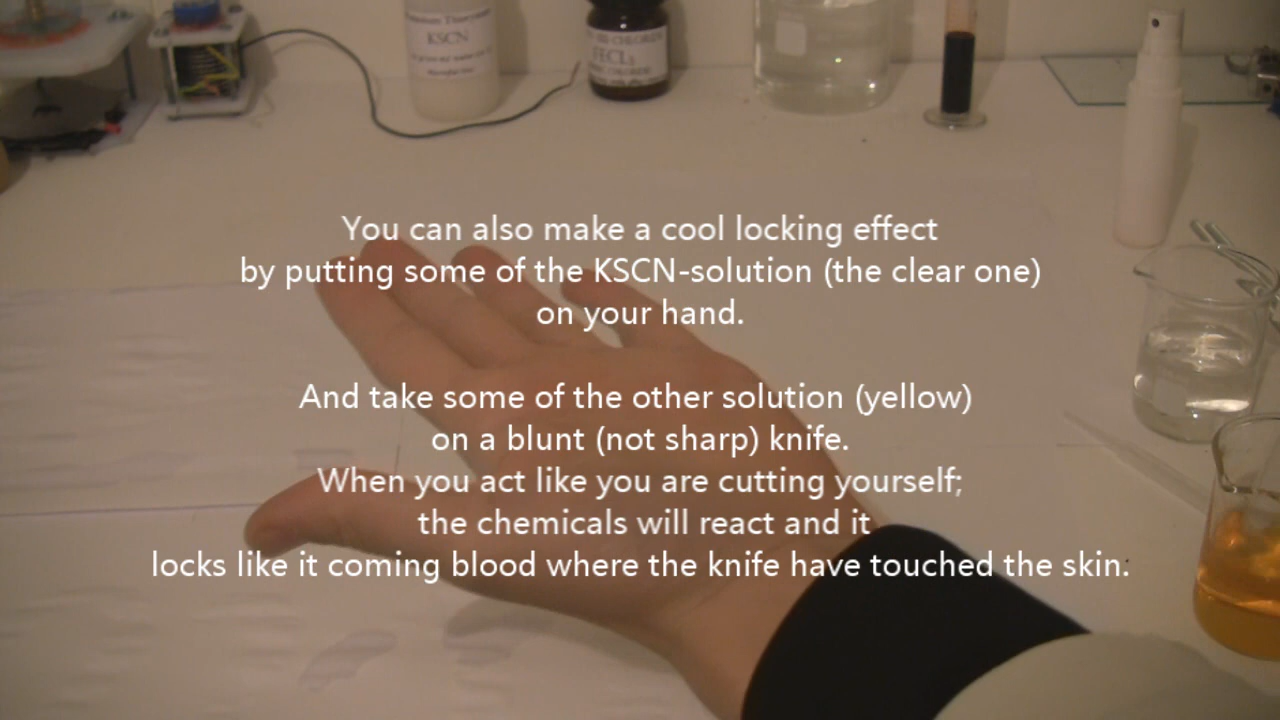 KSCN
FECL3
You can also make a cool locking effect
by putting some of the KSCN-solution (the clear one)
on your hand.
And take some of the other solution (yellow)
on a blunt (not sharp) knife.
When you act like you are cutting yourself;
the chemicals will react and it
locks like it coming blood where the knife have touched the skin.